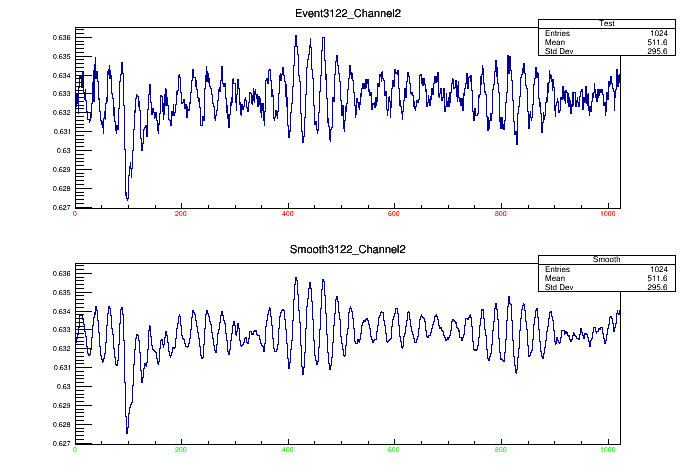 Event3122_Channel2
Test
Entries 1024
Mean 511.6
Std Dev 295.6
0.636
0.635
0.634
0.633
0.632
0.631
0.63
0.629
0.628
0.627
0 200 400 600 800 1000
Smooth3122_Channel2
Smooth
Entries 1024
Mean 511.6
Std Dev 295.6
0.636
0.635
0.634
0.633
0.632
0.631
0.63
0.629
0.628
0.627
0 200 400 600 800 1000